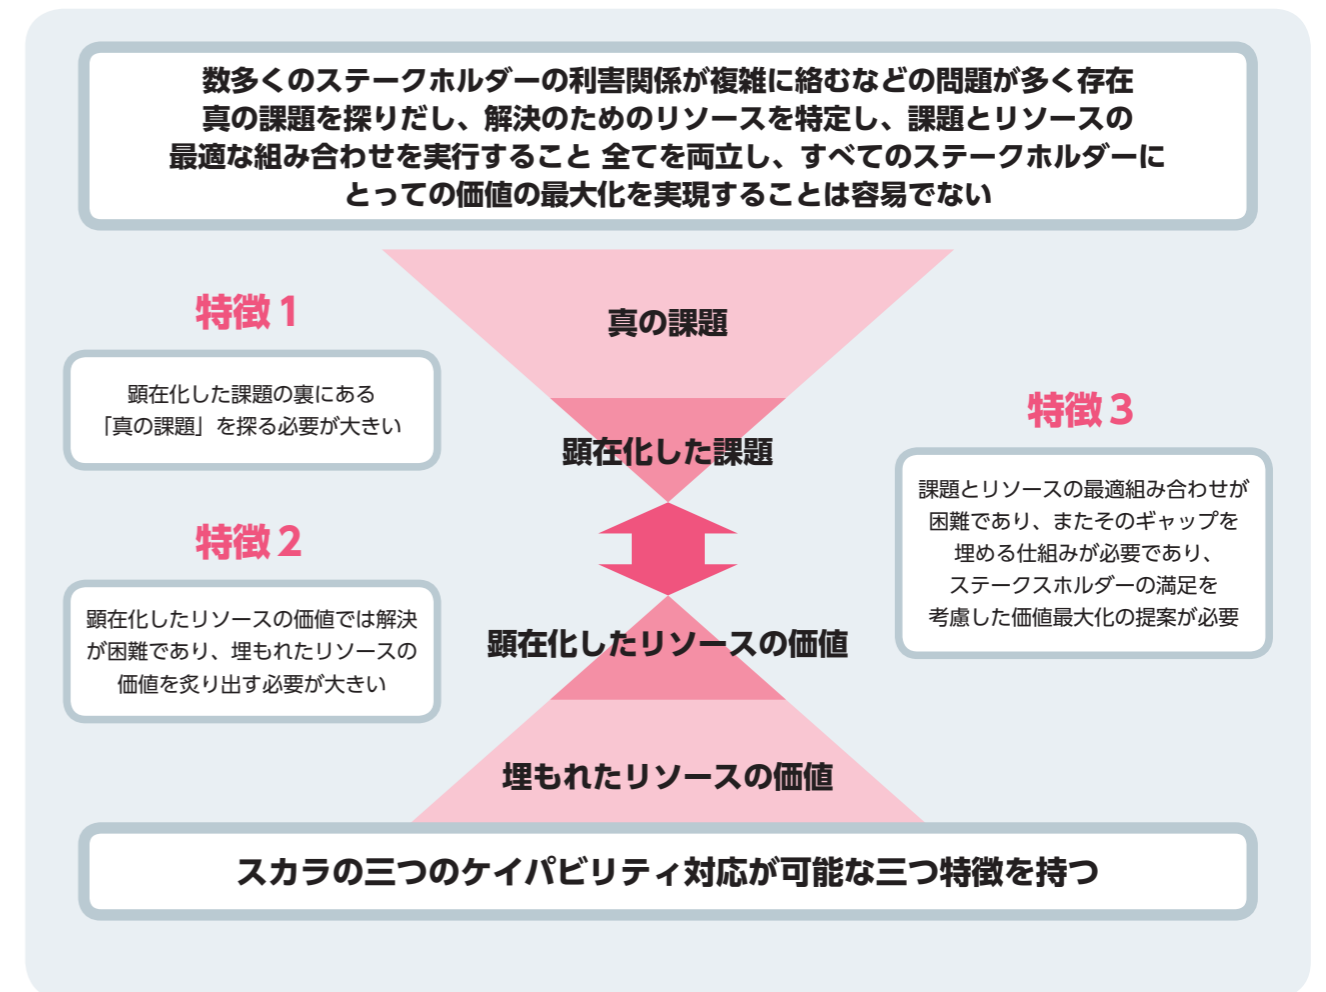 数多くのステークホルダーの利害関係が複雑に絡むなどの問題が多く存在
真の課題を探りだし、解決のためのリソースを特定し、課題とリソースの
最適な組み合わせを実行すること 全てを両立し、すべてのステークホルダーに
とっての価値の最大化を実現することは容易でない
特徴 1
顕在化した課題の裏にある
「真の課題」を探る必要が大きい
特徴 2
顕在化したリソースの価値では解決
が困難であり、埋もれたリソースの
価値を炙り出す必要が大きい
真の課題
顕在化した課題
顕在化したリソースの価値
埋もれたリソースの価値
特徴 3
課題とリソースの最適組み合わせが
困難であり、またそのギャップを
埋める仕組みが必要であり、
ステークスホルダーの満足を
考慮した価値最大化の提案が必要
スカラの三つのケイパビリティ対応が可能な三つ特徴を持つ